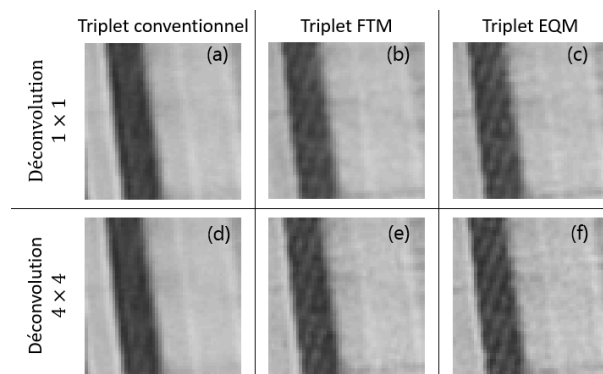 Triplet conventionnel Triplet FTM Triplet EQM
Déconvolution
1 × 1
(a) (b) (c)
Déconvolution
4 × 4
(d) (e) (f)